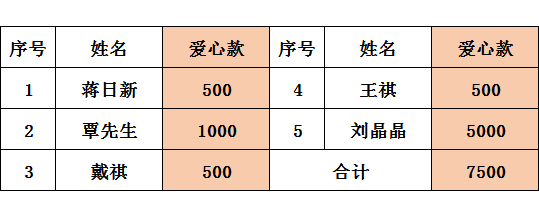 序号 姓名 爱心款 序号 姓名 爱心款
1 蒋日新 500 4 王祺 500
2 覃先生 1000 5 刘晶晶 5000
3 戴祺 500 合计 7500